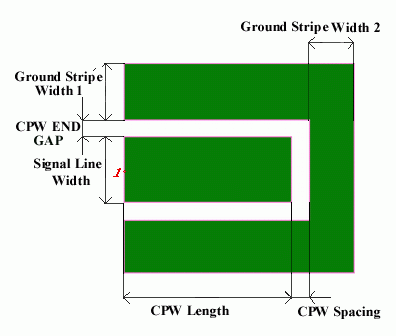 Ground Stripe Width 2
Ground Stripe
Width 1
CPW END
GAP
Signal Line
Width
1
CPW Length
CPW Spacing